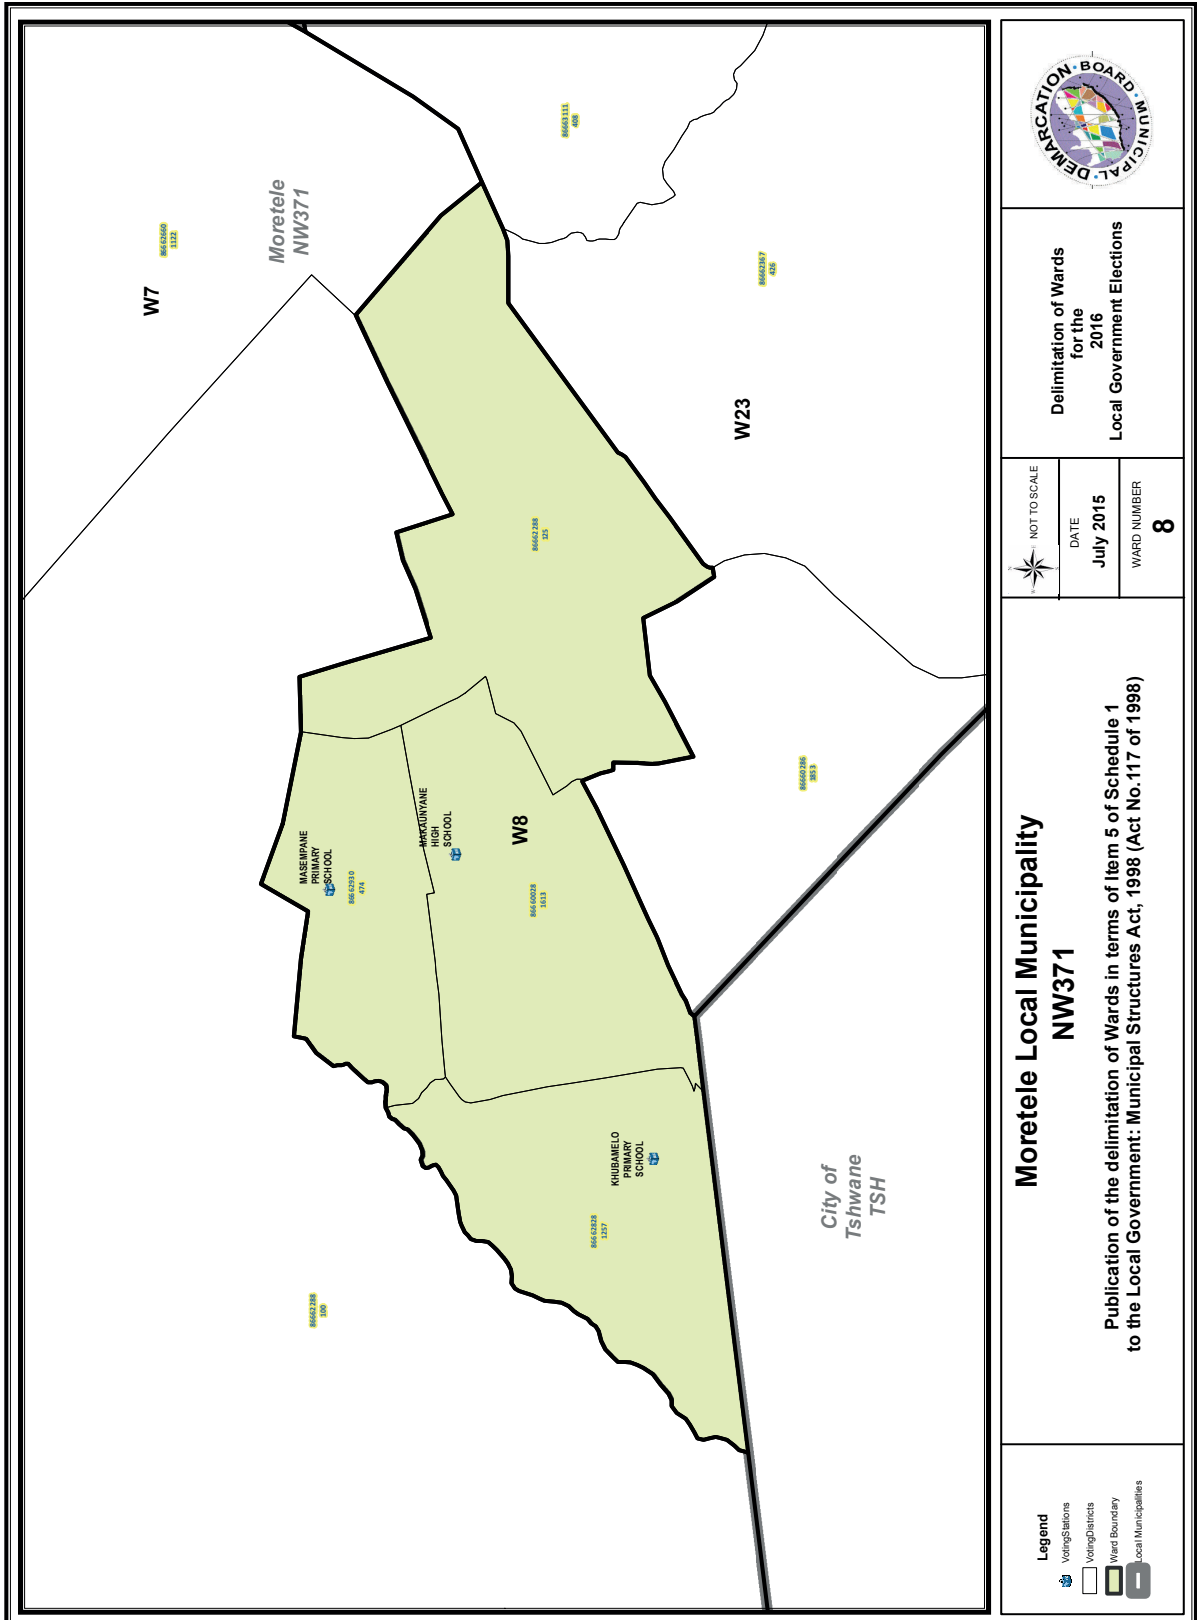 W7
86662660
1122
Moretele
NW371
86663111
408
86662367
426
W23
86662288
125
MASEMPANE
PRIMARY
SCHOOL
86662930
474
MAKAUNYANE
HIGH
SCHOOL
W8
86660028
1613
86660286
1853
KHUBAMELO
PRIMARY
SCHOOL
86662828
1257
86662288
100
City of
Tshwane
TSH
Legend
VotingStations
VotingDistricts
Ward Boundary
Local Municipalities
Moretele Local Municipality
NW371
Publication of the delimitation of Wards in terms of Item 5 of Schedule 1
to the Local Government: Municipal Structures Act, 1998 (Act No.117 of 1998)
NOT TO SCALE
DATE
July 2015
WARD NUMBER
8
Delimitation of Wards
for the
2016
Local Government Elections
MUNICIPAL DEMARCATION BOARD